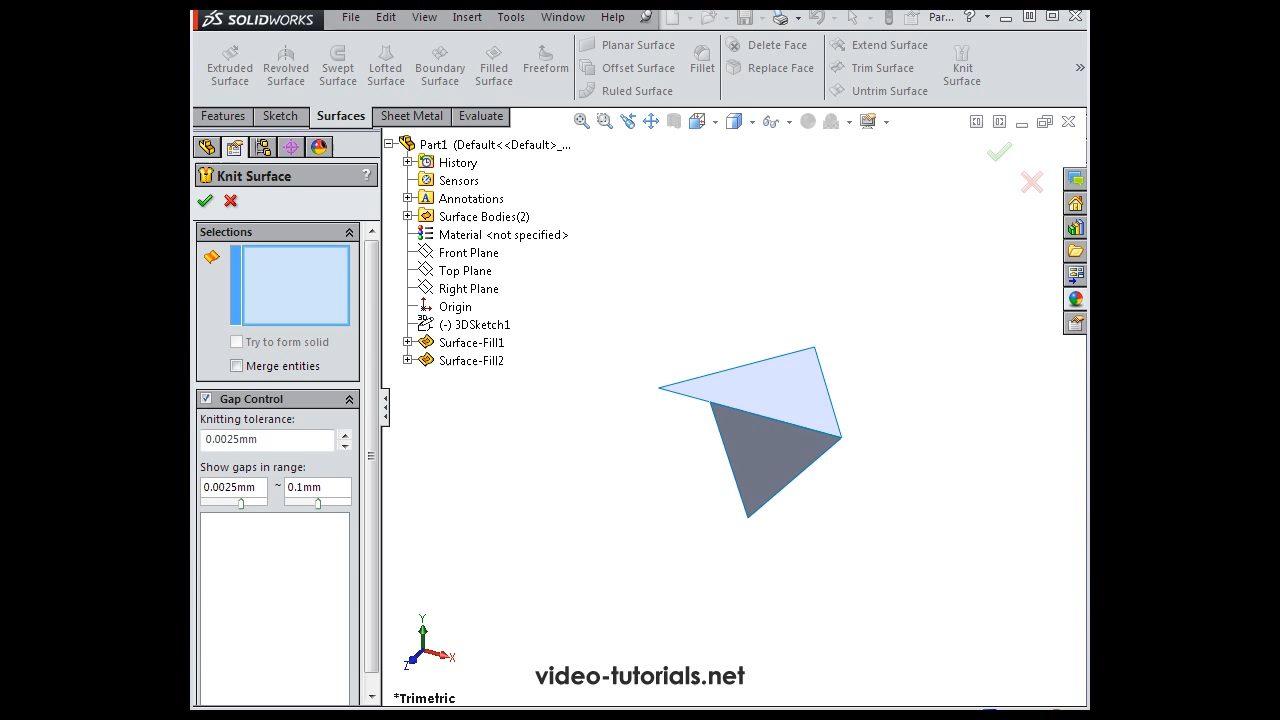 SOLIDWORKS File Edit View Insert Tools Window Help Par... ?
Extruded Surface
Revolved Surface
Swept Surface
Lofted Surface
Boundary Surface
Filled Surface
Freeform
Planar Surface
Offset Surface
Ruled Surface
Fillet
Delete Face
Replace Face
Extend Surface
Trim Surface
Untrim Surface
Knit Surface
»
Features Sketch Surfaces Sheet Metal Evaluate
Knit Surface ?
Selections
Try to form solid
Merge entities
Gap Control
Knitting tolerance:
0.0025mm
Show gaps in range:
0.0025mm ~ 0.1mm
Part1 (Default<<Default>_...
History
Sensors
A Annotations
Surface Bodies(2)
Material <not specified>
Front Plane
Top Plane
Right Plane
Origin
3D (-) 3DSketch1
Surface-Fill1
Surface-Fill2
Y
X
Z
video-tutorials.net
*Trimetric